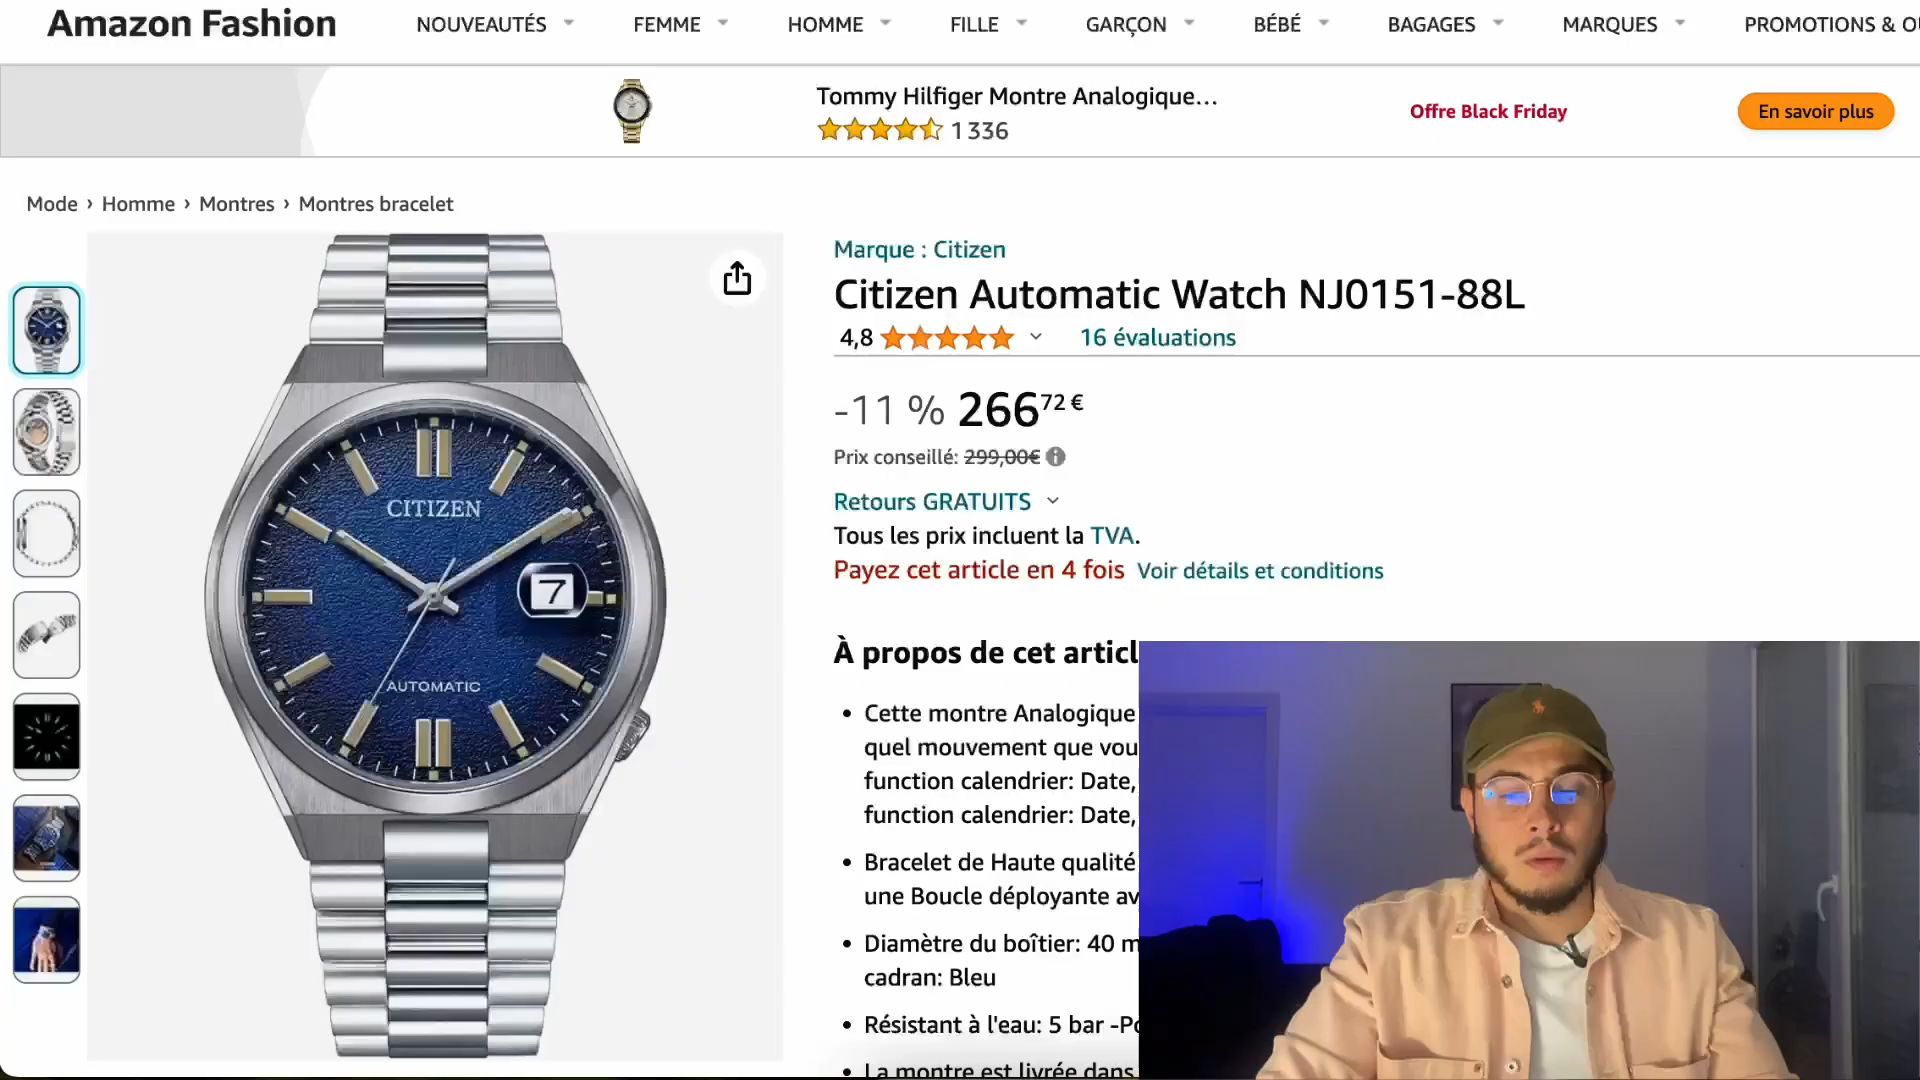 Amazon Fashion
NOUVEAUTÉS
FEMME
HOMME
FILLE
GARÇON
BÉBÉ
BAGAGES
MARQUES
PROMOTIONS &
Tommy Hilfiger Montre Analogique...
1 336
Offre Black Friday
En savoir plus
Mode › Homme › Montres › Montres bracelet
Marque : Citizen
Citizen Automatic Watch NJ0151-88L
4,8
16 évaluations
-11 % 266,72 €
Prix conseillé: 299,00€
Retours GRATUITS
Tous les prix incluent la TVA.
Payez cet article en 4 fois Voir détails et conditions
À propos de cet articl
• Cette montre Analogique
quel mouvement que vou
function calendrier: Date,
function calendrier: Date,
• Bracelet de Haute qualité
une Boucle déployante av
• Diamètre du boîtier: 40 m
cadran: Bleu
• Résistant à l'eau: 5 bar -Po
• La montre est livrée dans
CITIZEN
7
AUTOMATIC